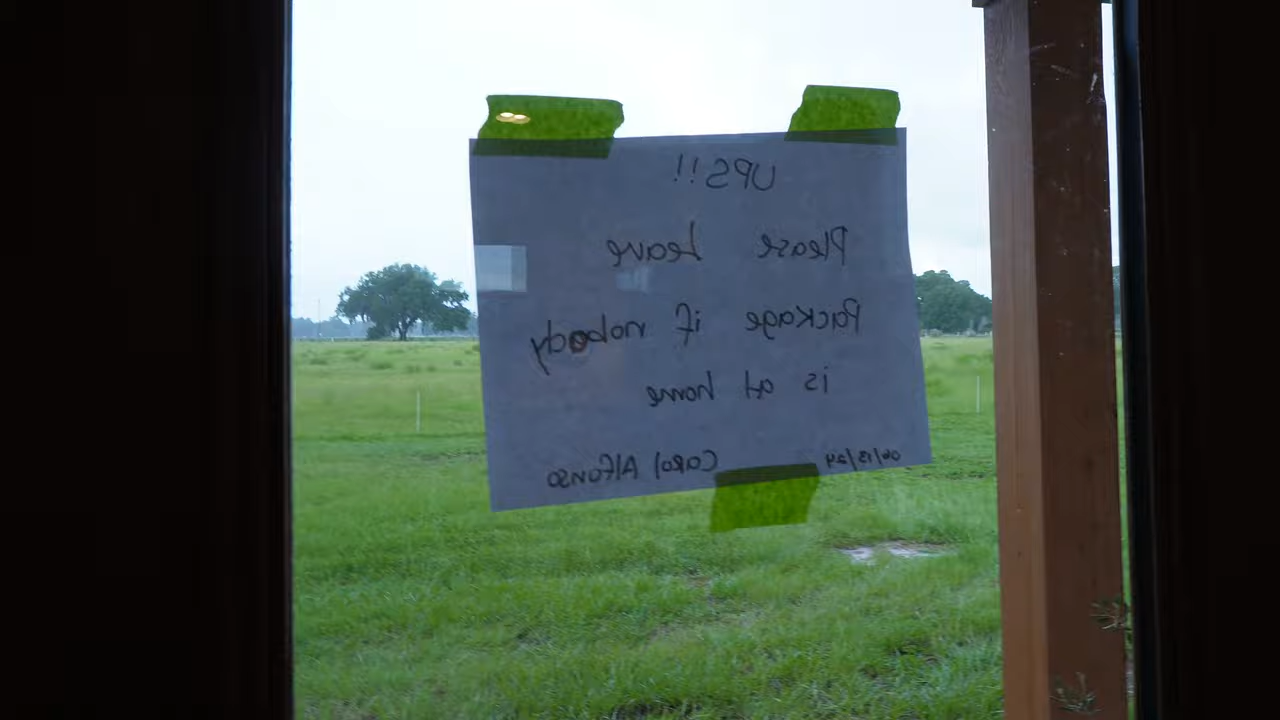 UPS!!
Please Leave
Package if nobody
is at home
06/13/24 Carol Alfonso